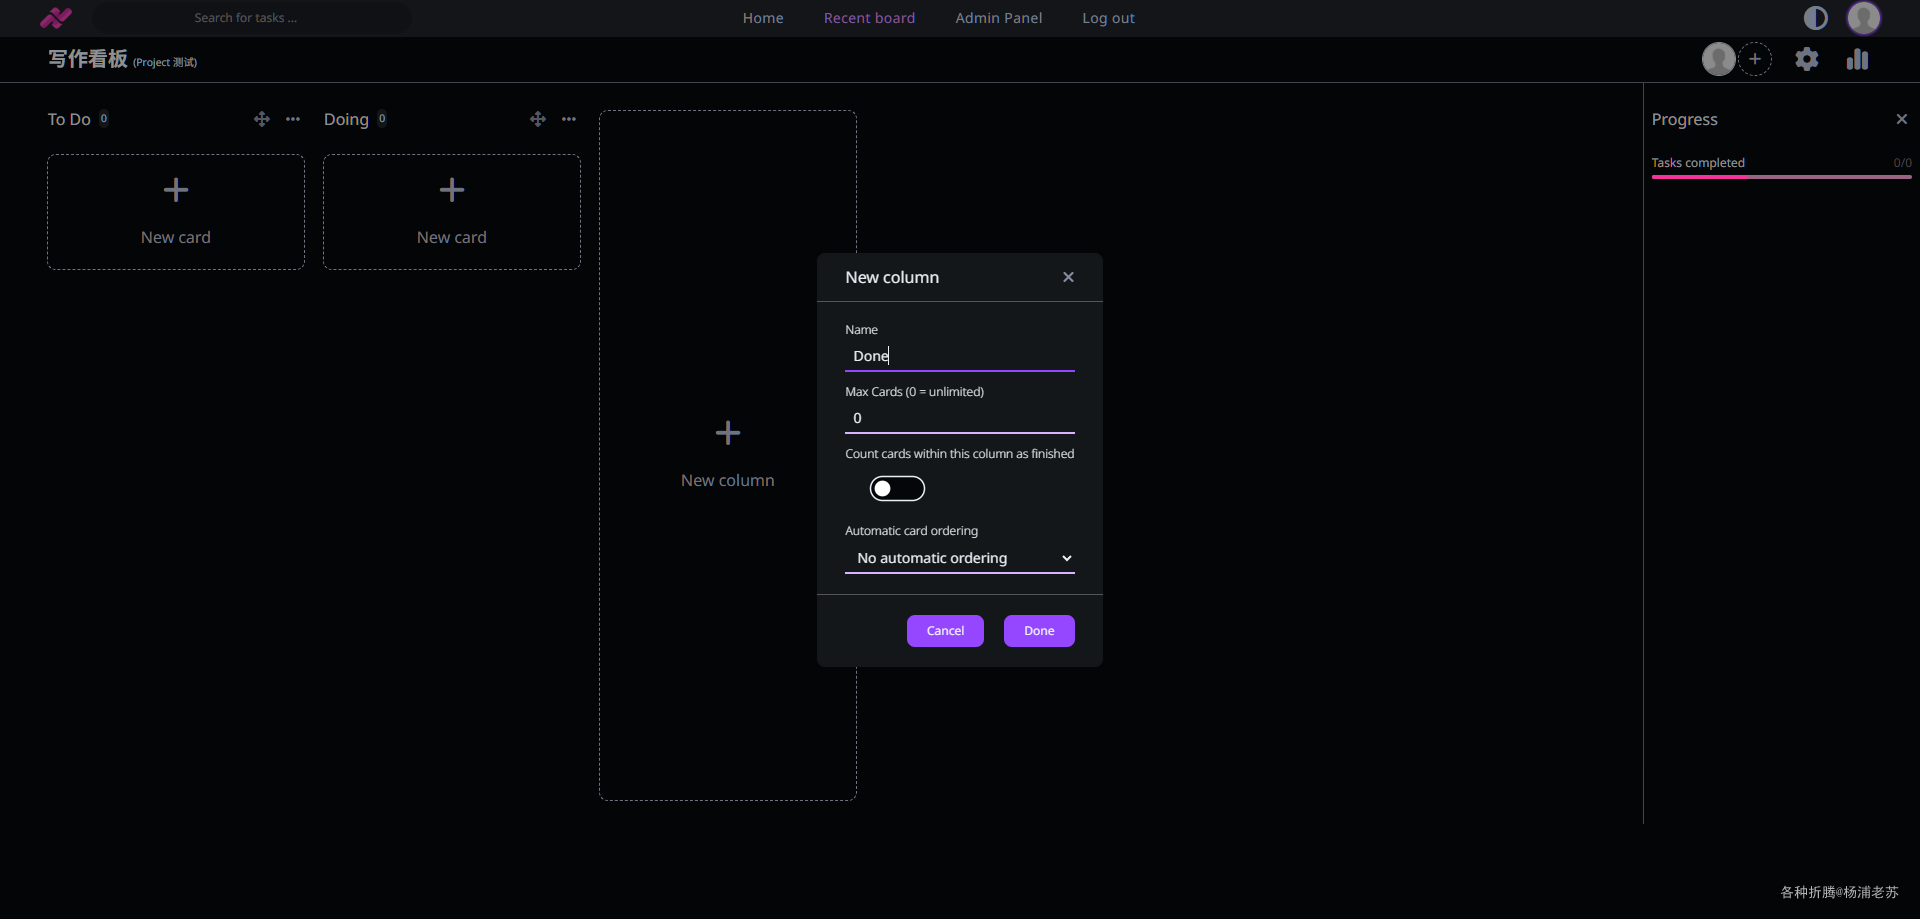 Search for tasks ...
Home
Recent board
Admin Panel
Log out
写作看板 (Project 测试)
To Do 0
Doing 0
New card
New card
New column
Progress
Tasks completed 0/0
New column
Name
Done
Max Cards (0 = unlimited)
0
Count cards within this column as finished
Automatic card ordering
No automatic ordering
Cancel
Done
各种折腾@杨浦老苏